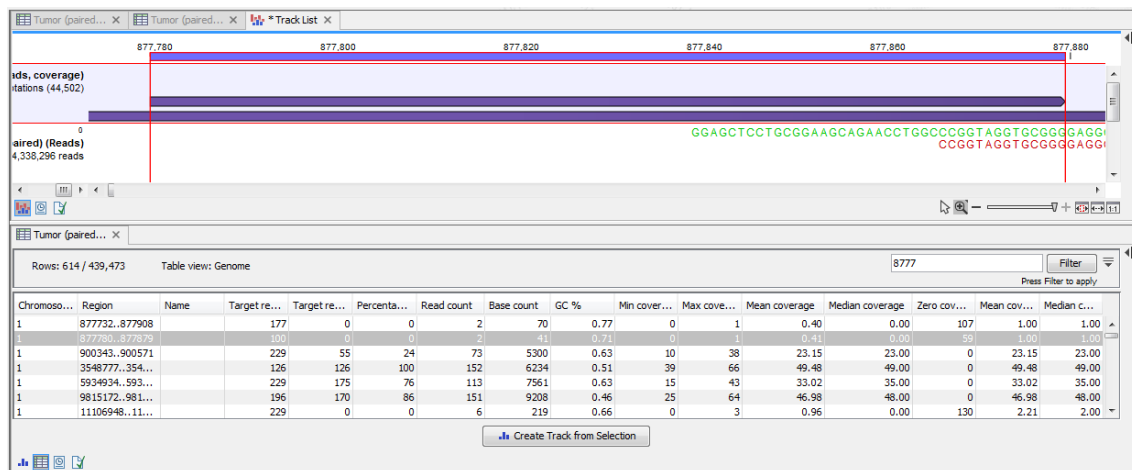 Tumor (paired... Tumor (paired... * Track List
877,780 877,800 877,820 877,840 877,860 877,880
ads, coverage)
tations (44,502)
0
aired) (Reads)
4,338,296 reads
GGAGCTCCTGCGGAAGCAGAACCTGGCCCGGTAGGTGCGGGGAGGG
CCGGTAGGTGCGGGGAGGG
1:1
Tumor (paired...
Rows: 614 / 439,473 Table view: Genome 8777 Filter
Press Filter to apply
Chromoso... Region Name Target re... Target re... Percenta... Read count Base count GC % Min cover... Max cove... Mean coverage Median coverage Zero cov... Mean cov... Median c...
1 877732..877908 177 0 0 2 70 0.77 0 1 0.40 0.00 107 1.00 1.00
1 877780..877879 100 0 0 2 41 0.71 0 1 0.41 0.00 59 1.00 1.00
1 900343..900571 229 55 24 73 5300 0.63 10 38 23.15 23.00 0 23.15 23.00
1 3548777..354... 126 126 100 152 6234 0.51 39 66 49.48 49.00 0 49.48 49.00
1 5934934..593... 229 175 76 113 7561 0.63 15 43 33.02 35.00 0 33.02 35.00
1 9815172..981... 196 170 86 151 9208 0.46 25 64 46.98 48.00 0 46.98 48.00
1 11106948..11... 229 0 0 6 219 0.66 0 3 0.96 0.00 130 2.21 2.00
Create Track from Selection